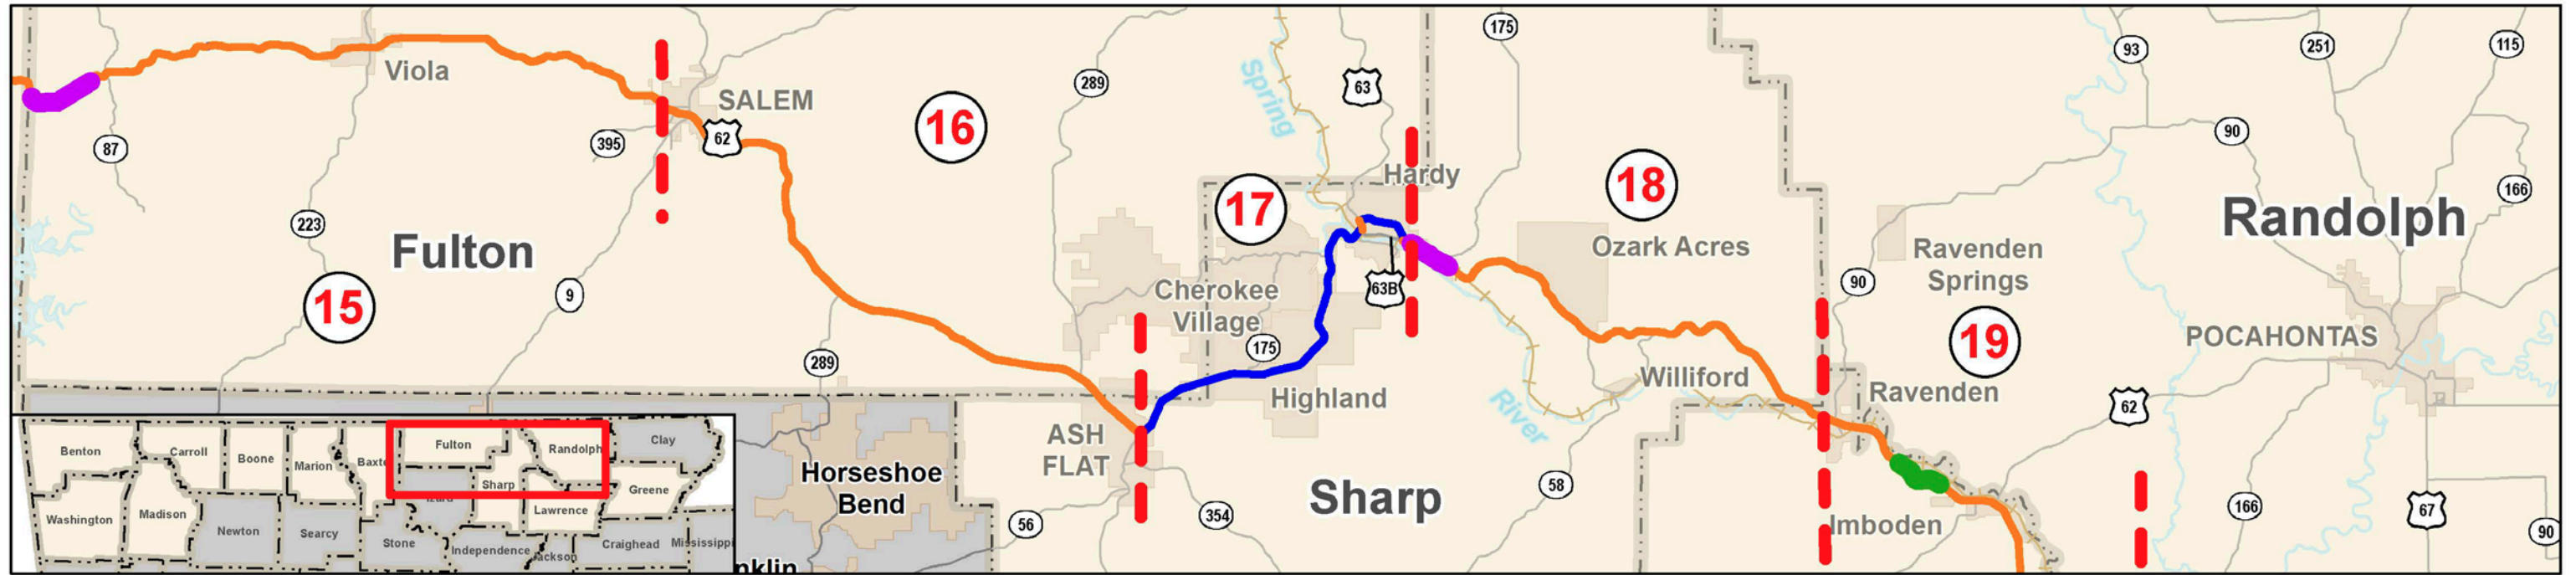 175
93
251
115
Viola
63
289
SALEM
16
62
395
87
90
Spring
Hardy
18
166
17
223
Randolph
Fulton
Ozark Acres
Ravenden
Springs
90
15
9
63B
Cherokee
Village
19
POCAHONTAS
175
289
Williford
Ravenden
Highland
62
River
ASH
FLAT
Horseshoe
Bend
Sharp
58
56
354
166
67
Imboden
90
nklin
Benton
Carroll
Boone
Marion
Baxte
Fulton
Randolph
Clay
Sharp
Izard
Greene
Washington
Madison
Lawrence
Newton
Searcy
Stone
Independence
Jackson
Craighead
Mississippi